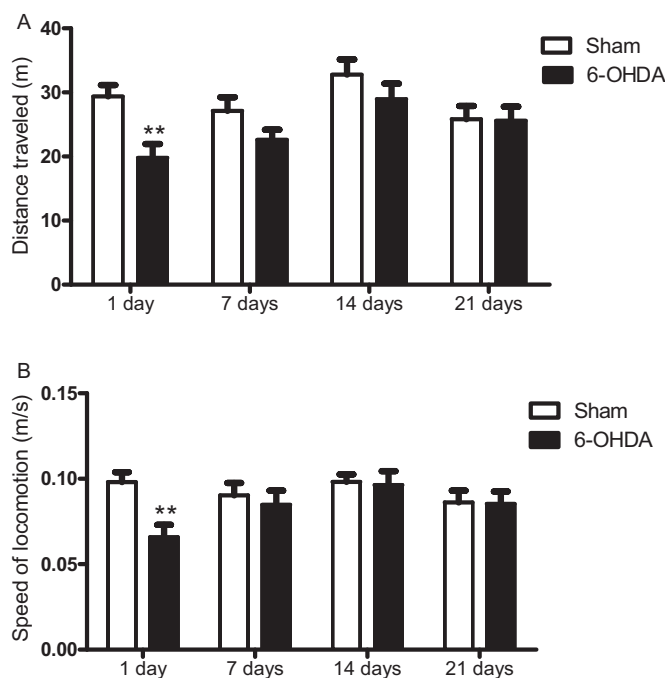 A
Sham
6-OHDA
Distance traveled (m)
40
30
20
10
0
**
1 day 7 days 14 days 21 days
B
Sham
6-OHDA
Speed of locomotion (m/s)
0.15
0.10
0.05
0.00
**
1 day 7 days 14 days 21 days